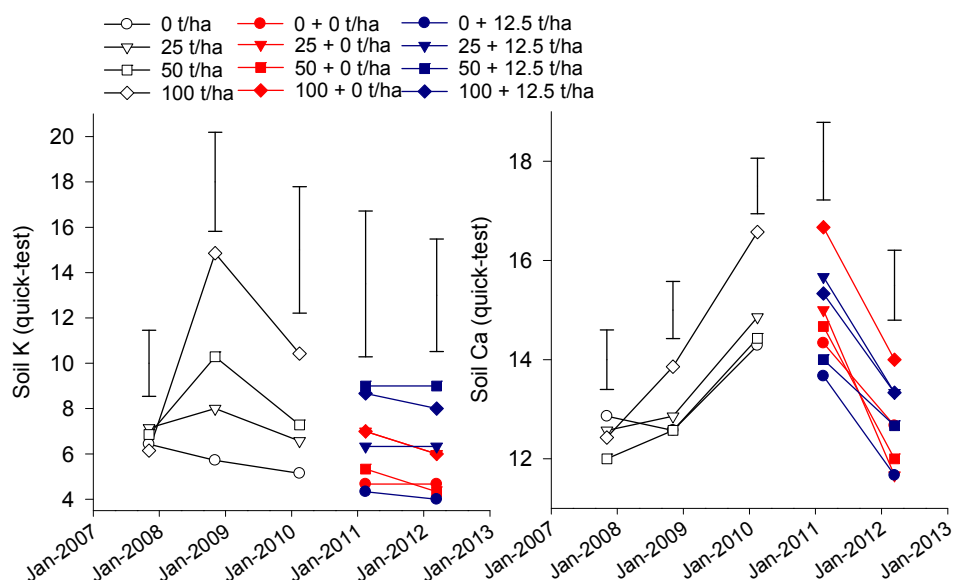 0 t/ha 0 + 0 t/ha 0 + 12.5 t/ha
25 t/ha 25 + 0 t/ha 25 + 12.5 t/ha
50 t/ha 50 + 0 t/ha 50 + 12.5 t/ha
100 t/ha 100 + 0 t/ha 100 + 12.5 t/ha
Soil K (quick-test)
20
18
16
14
12
10
8
6
4
Jan-2007 Jan-2008 Jan-2009 Jan-2010 Jan-2011 Jan-2012 Jan-2013
Soil Ca (quick-test)
18
16
14
12
Jan-2007 Jan-2008 Jan-2009 Jan-2010 Jan-2011 Jan-2012 Jan-2013